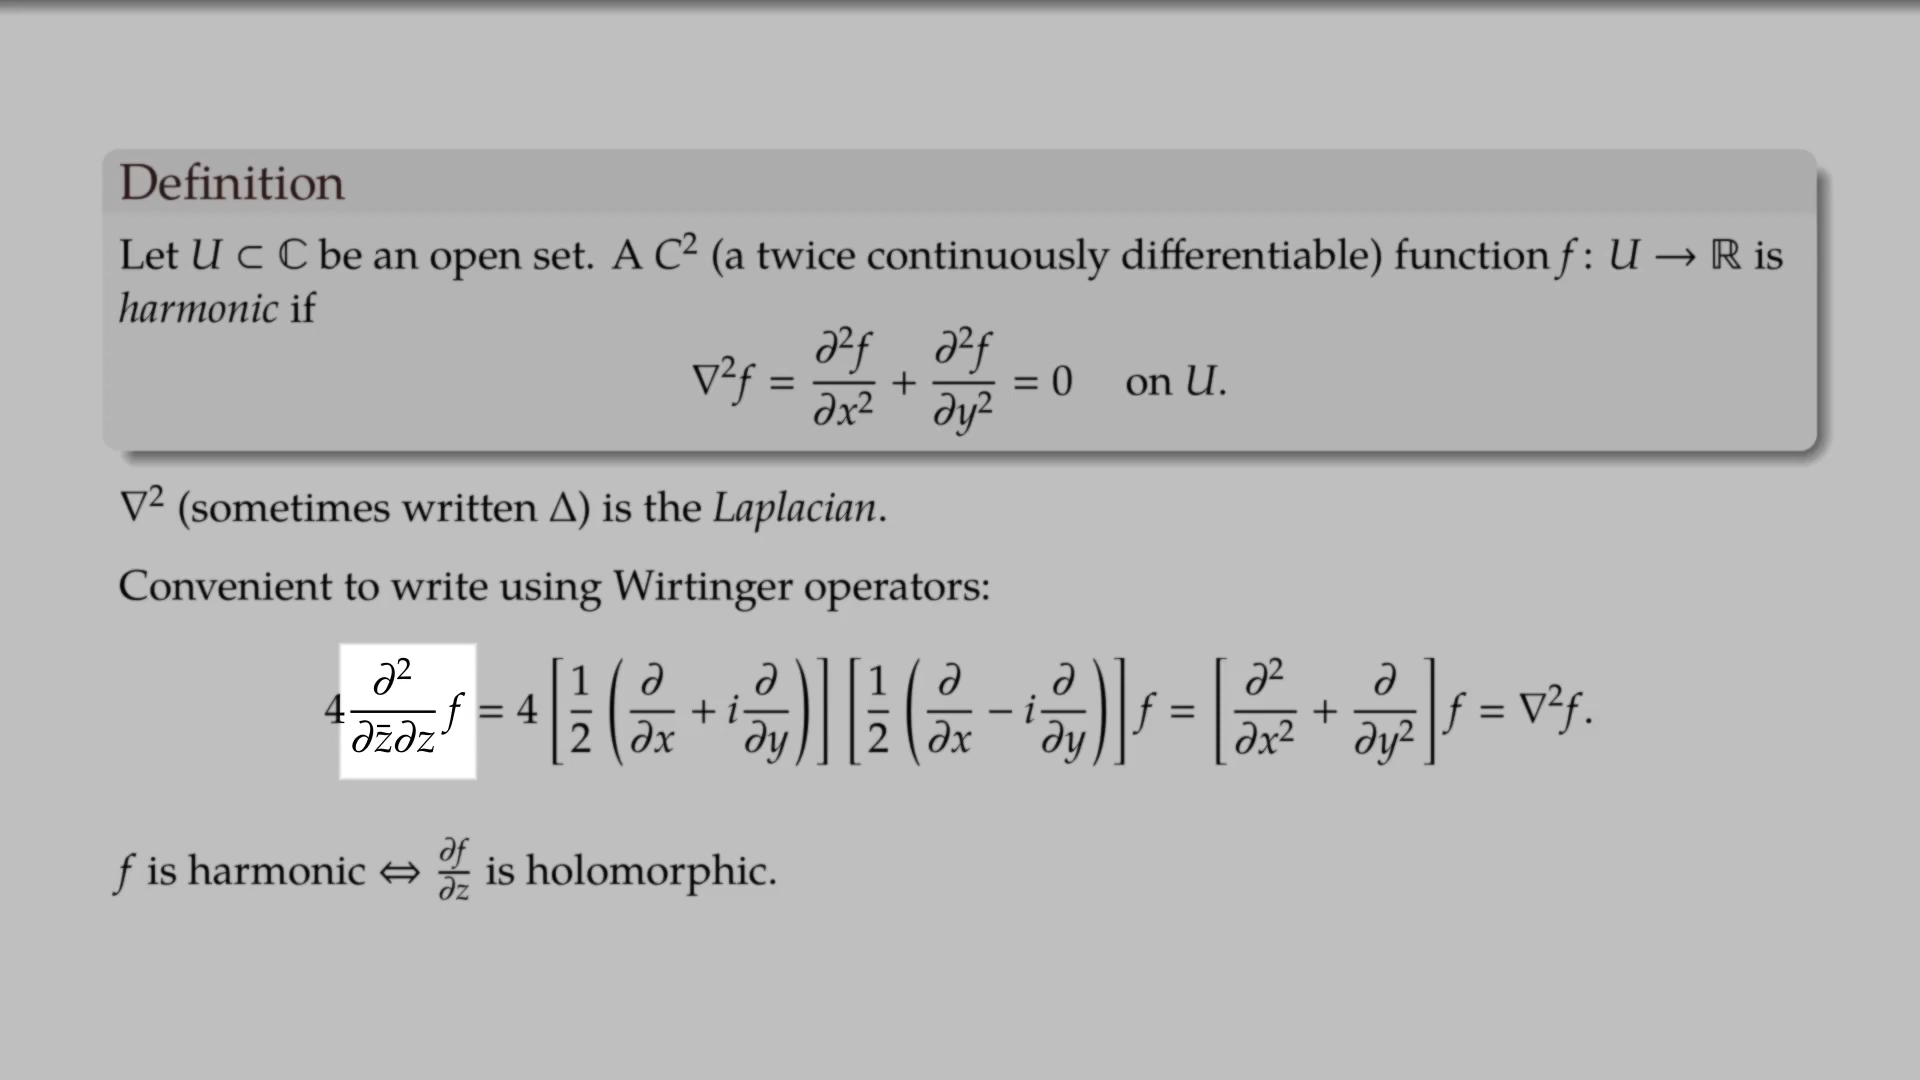 Definition
Let U ⊂ ℂ be an open set. A C² (a twice continuously differentiable) function f: U → ℝ is
harmonic if
∇²f = ∂²f/∂x² + ∂²f/∂y² = 0 on U.
∇² (sometimes written Δ) is the Laplacian.
Convenient to write using Wirtinger operators:
4 ∂²/∂z̄∂z f = 4 [1/2 (∂/∂x + i ∂/∂y)] [1/2 (∂/∂x − i ∂/∂y)] f = [∂²/∂x² + ∂/∂y²] f = ∇²f.
f is harmonic ⇔ ∂f/∂z is holomorphic.